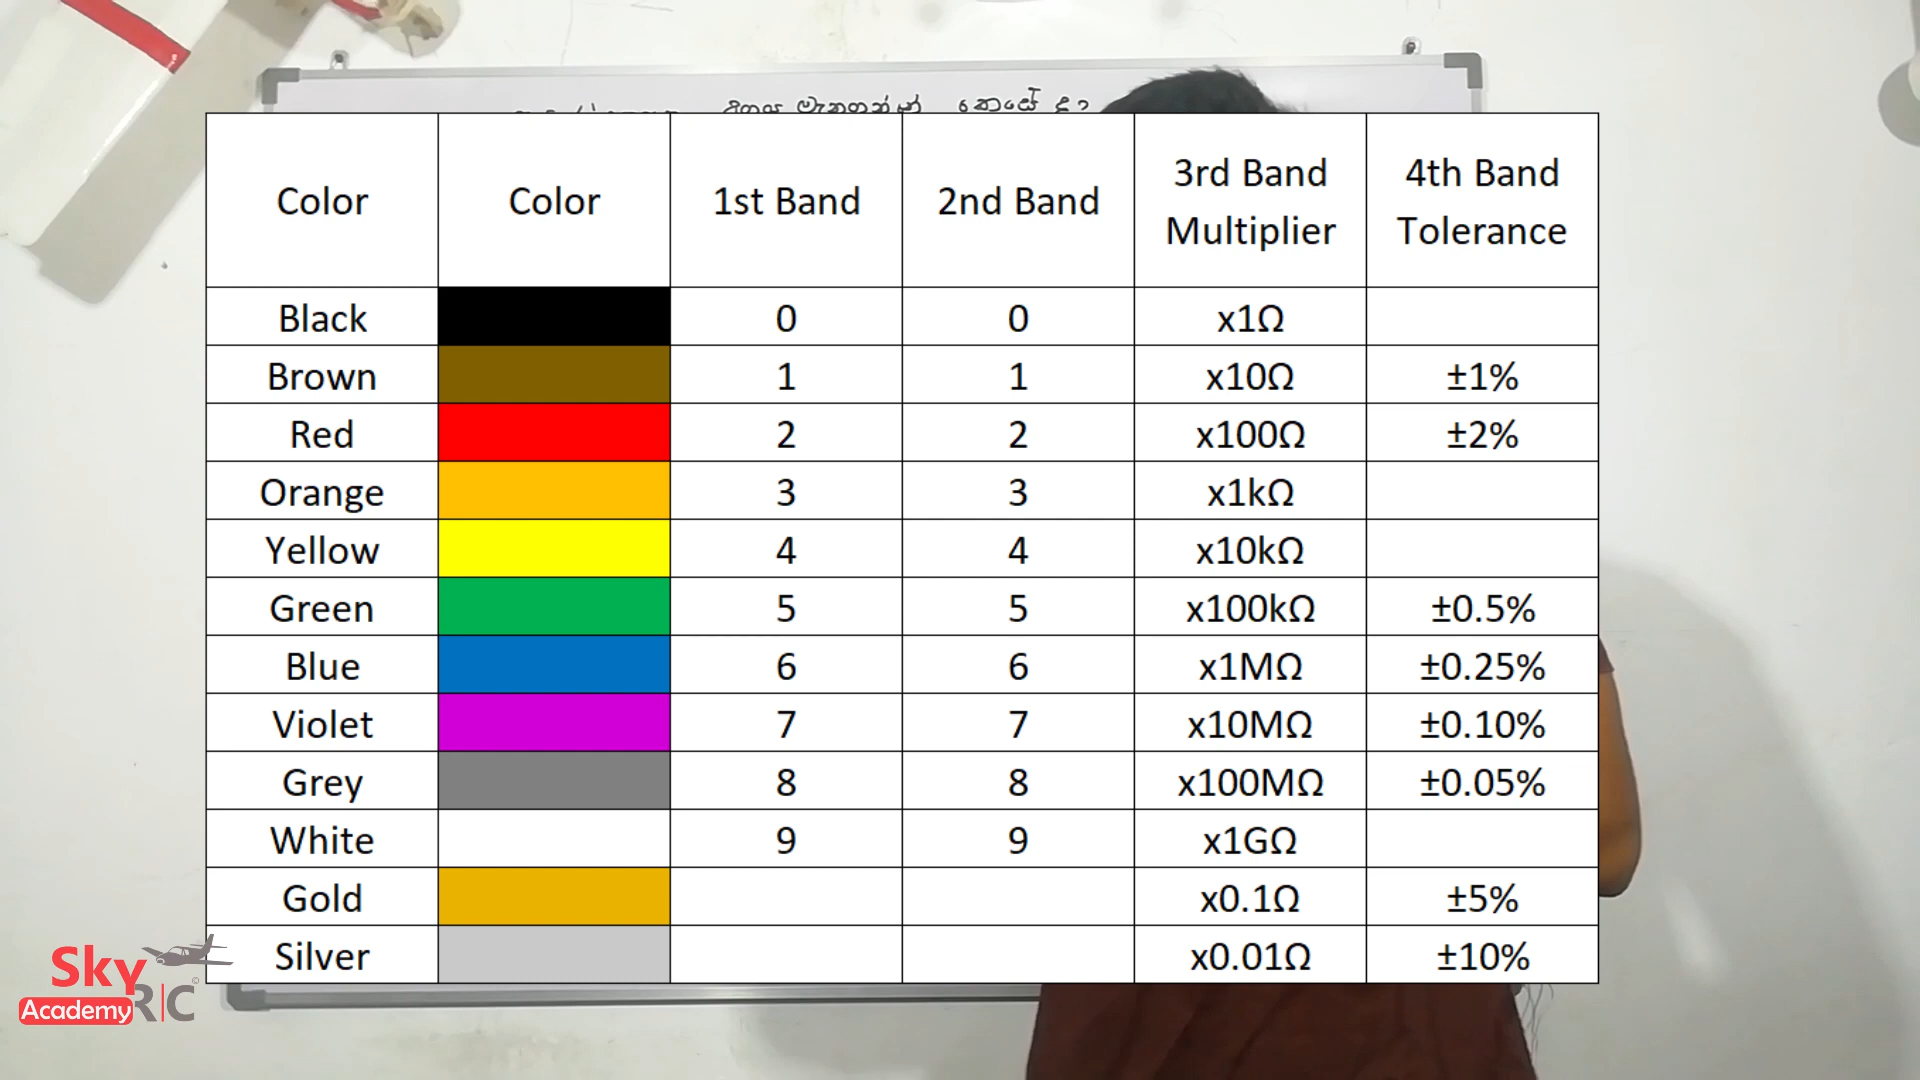 මැනගන්නේ කෙසේ ද?
Color Color 1st Band 2nd Band 3rd Band Multiplier 4th Band Tolerance
Black 0 0 x1Ω
Brown 1 1 x10Ω ±1%
Red 2 2 x100Ω ±2%
Orange 3 3 x1kΩ
Yellow 4 4 x10kΩ
Green 5 5 x100kΩ ±0.5%
Blue 6 6 x1MΩ ±0.25%
Violet 7 7 x10MΩ ±0.10%
Grey 8 8 x100MΩ ±0.05%
White 9 9 x1GΩ
Gold x0.1Ω ±5%
Silver x0.01Ω ±10%
Sky
Academy R|C